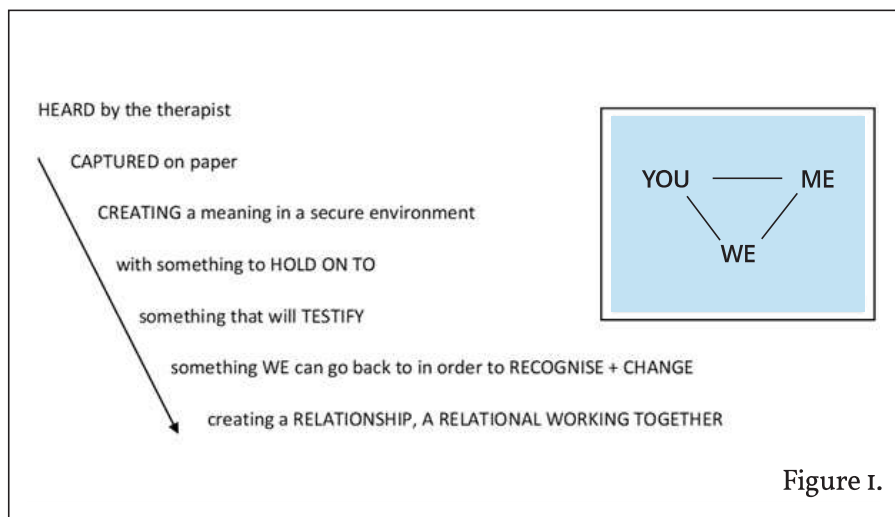 HEARD by the therapist
CAPTURED on paper
CREATING a meaning in a secure environment
with something to HOLD ON TO
something that will TESTIFY
something WE can go back to in order to RECOGNISE + CHANGE
creating a RELATIONSHIP, A RELATIONAL WORKING TOGETHER
YOU ME
WE
Figure 1.